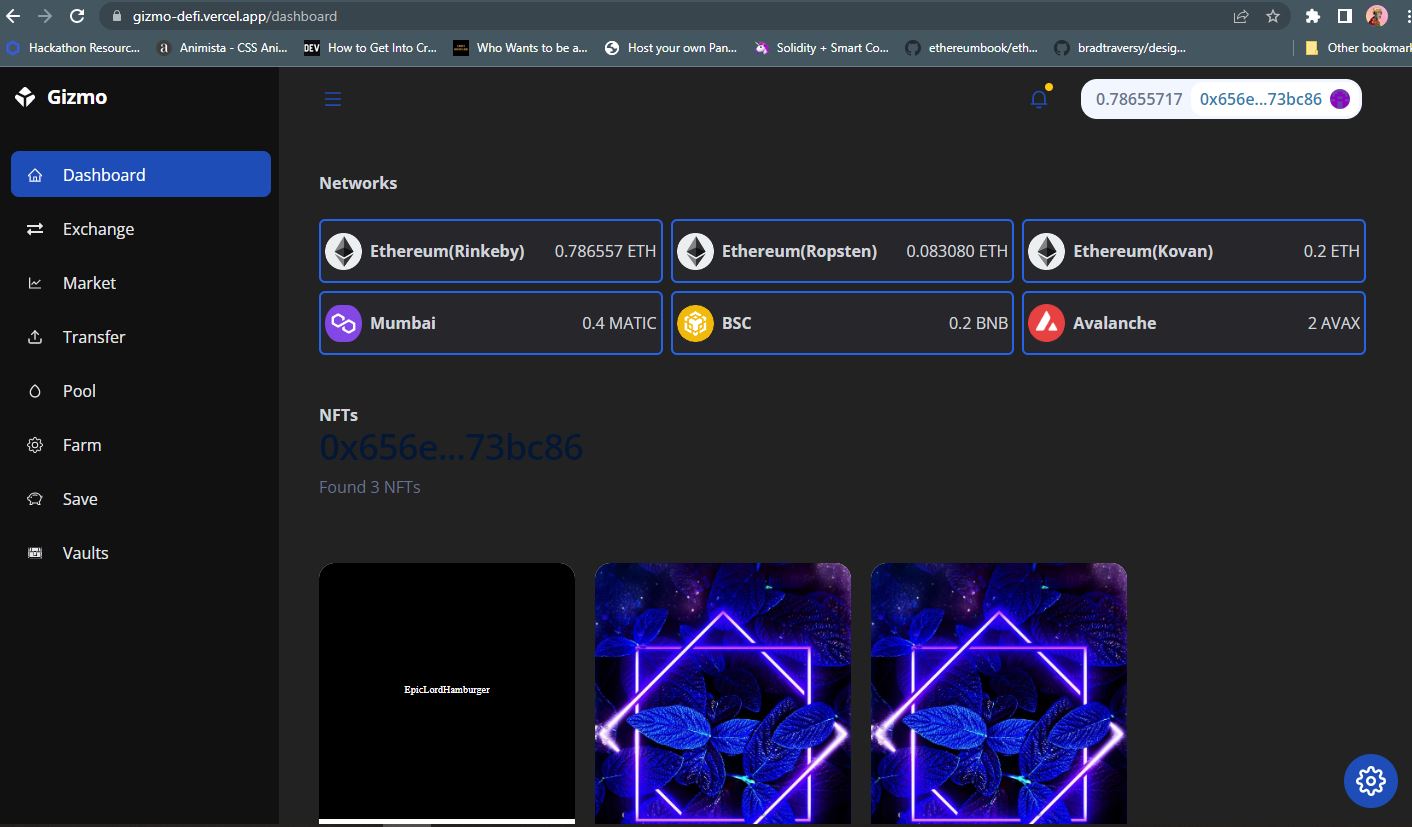 gizmo-defi.vercel.app/dashboard
Hackathon Resourc... Animista - CSS Ani... DEV How to Get Into Cr... Who Wants to be a... Host your own Pan... Solidity + Smart Co... ethereumbook/eth... bradtraversy/desig... Other bookmark
Gizmo
0.78655717 0x656e...73bc86
Dashboard
Exchange
Market
Transfer
Pool
Farm
Save
Vaults
Networks
Ethereum(Rinkeby) 0.786557 ETH
Ethereum(Ropsten) 0.083080 ETH
Ethereum(Kovan) 0.2 ETH
Mumbai 0.4 MATIC
BSC 0.2 BNB
Avalanche 2 AVAX
NFTs
0x656e...73bc86
Found 3 NFTs
EpicLordHamburger